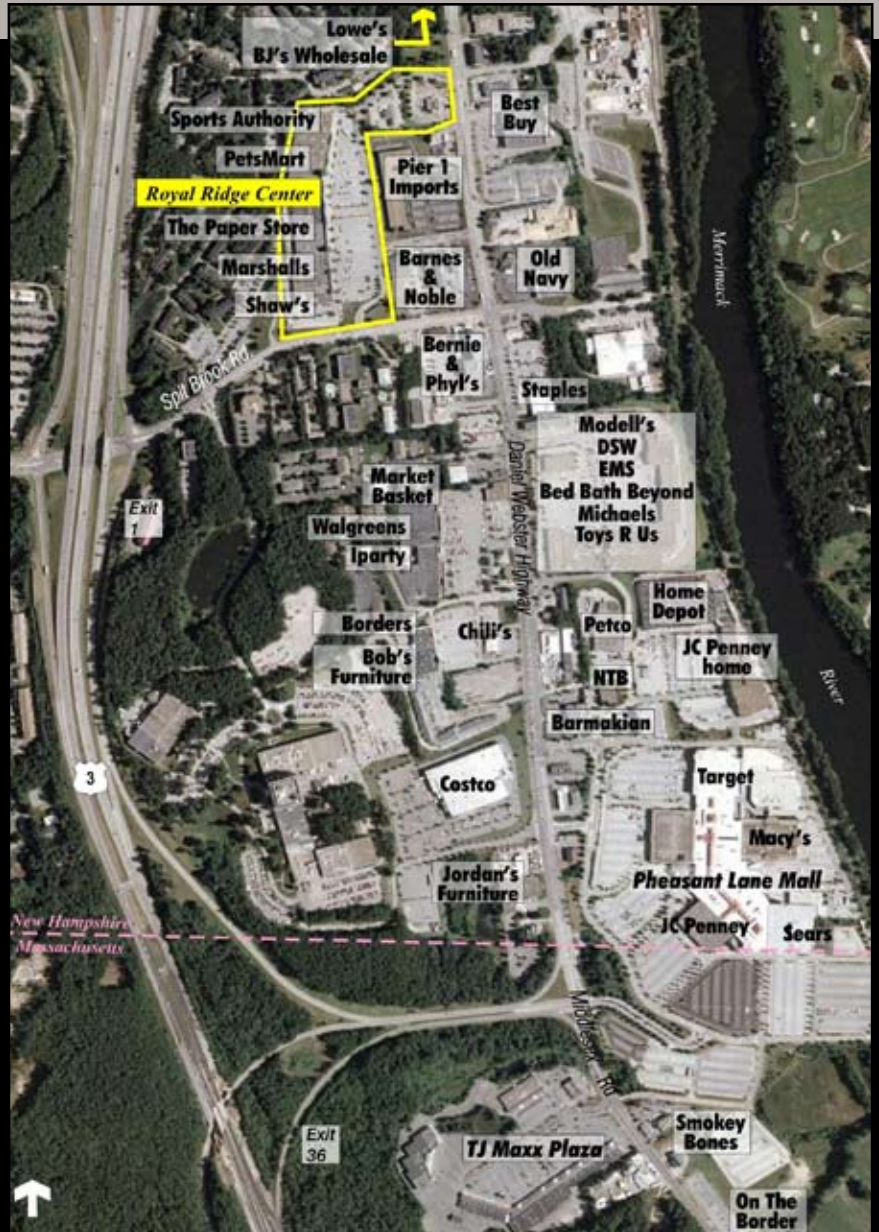 Lowe's
BJ's Wholesale
Sports Authority
Best
Buy
PetsMart
Pier 1
Imports
Royal Ridge Center
The Paper Store
Marshalls
Barnes
&
Noble
Old
Navy
Shaw's
Merrimack
Spit Brook Rd
Bernie
&
Phyl's
Staples
Modell's
DSW
EMS
Bed Bath Beyond
Michaels
Toys R Us
Daniel Webster Highway
Market
Basket
Exit
1
Walgreens
Iparty
Home
Depot
Borders
Chili's
Petco
Bob's
Furniture
JC Penney
home
NTB
River
Barmakian
3
Costco
Target
Macy's
Jordan's
Furniture
Pheasant Lane Mall
New Hampshire
Massachusetts
JC Penney
Sears
Middlesex Rd
Exit
36
TJ Maxx Plaza
Smokey
Bones
On The
Border